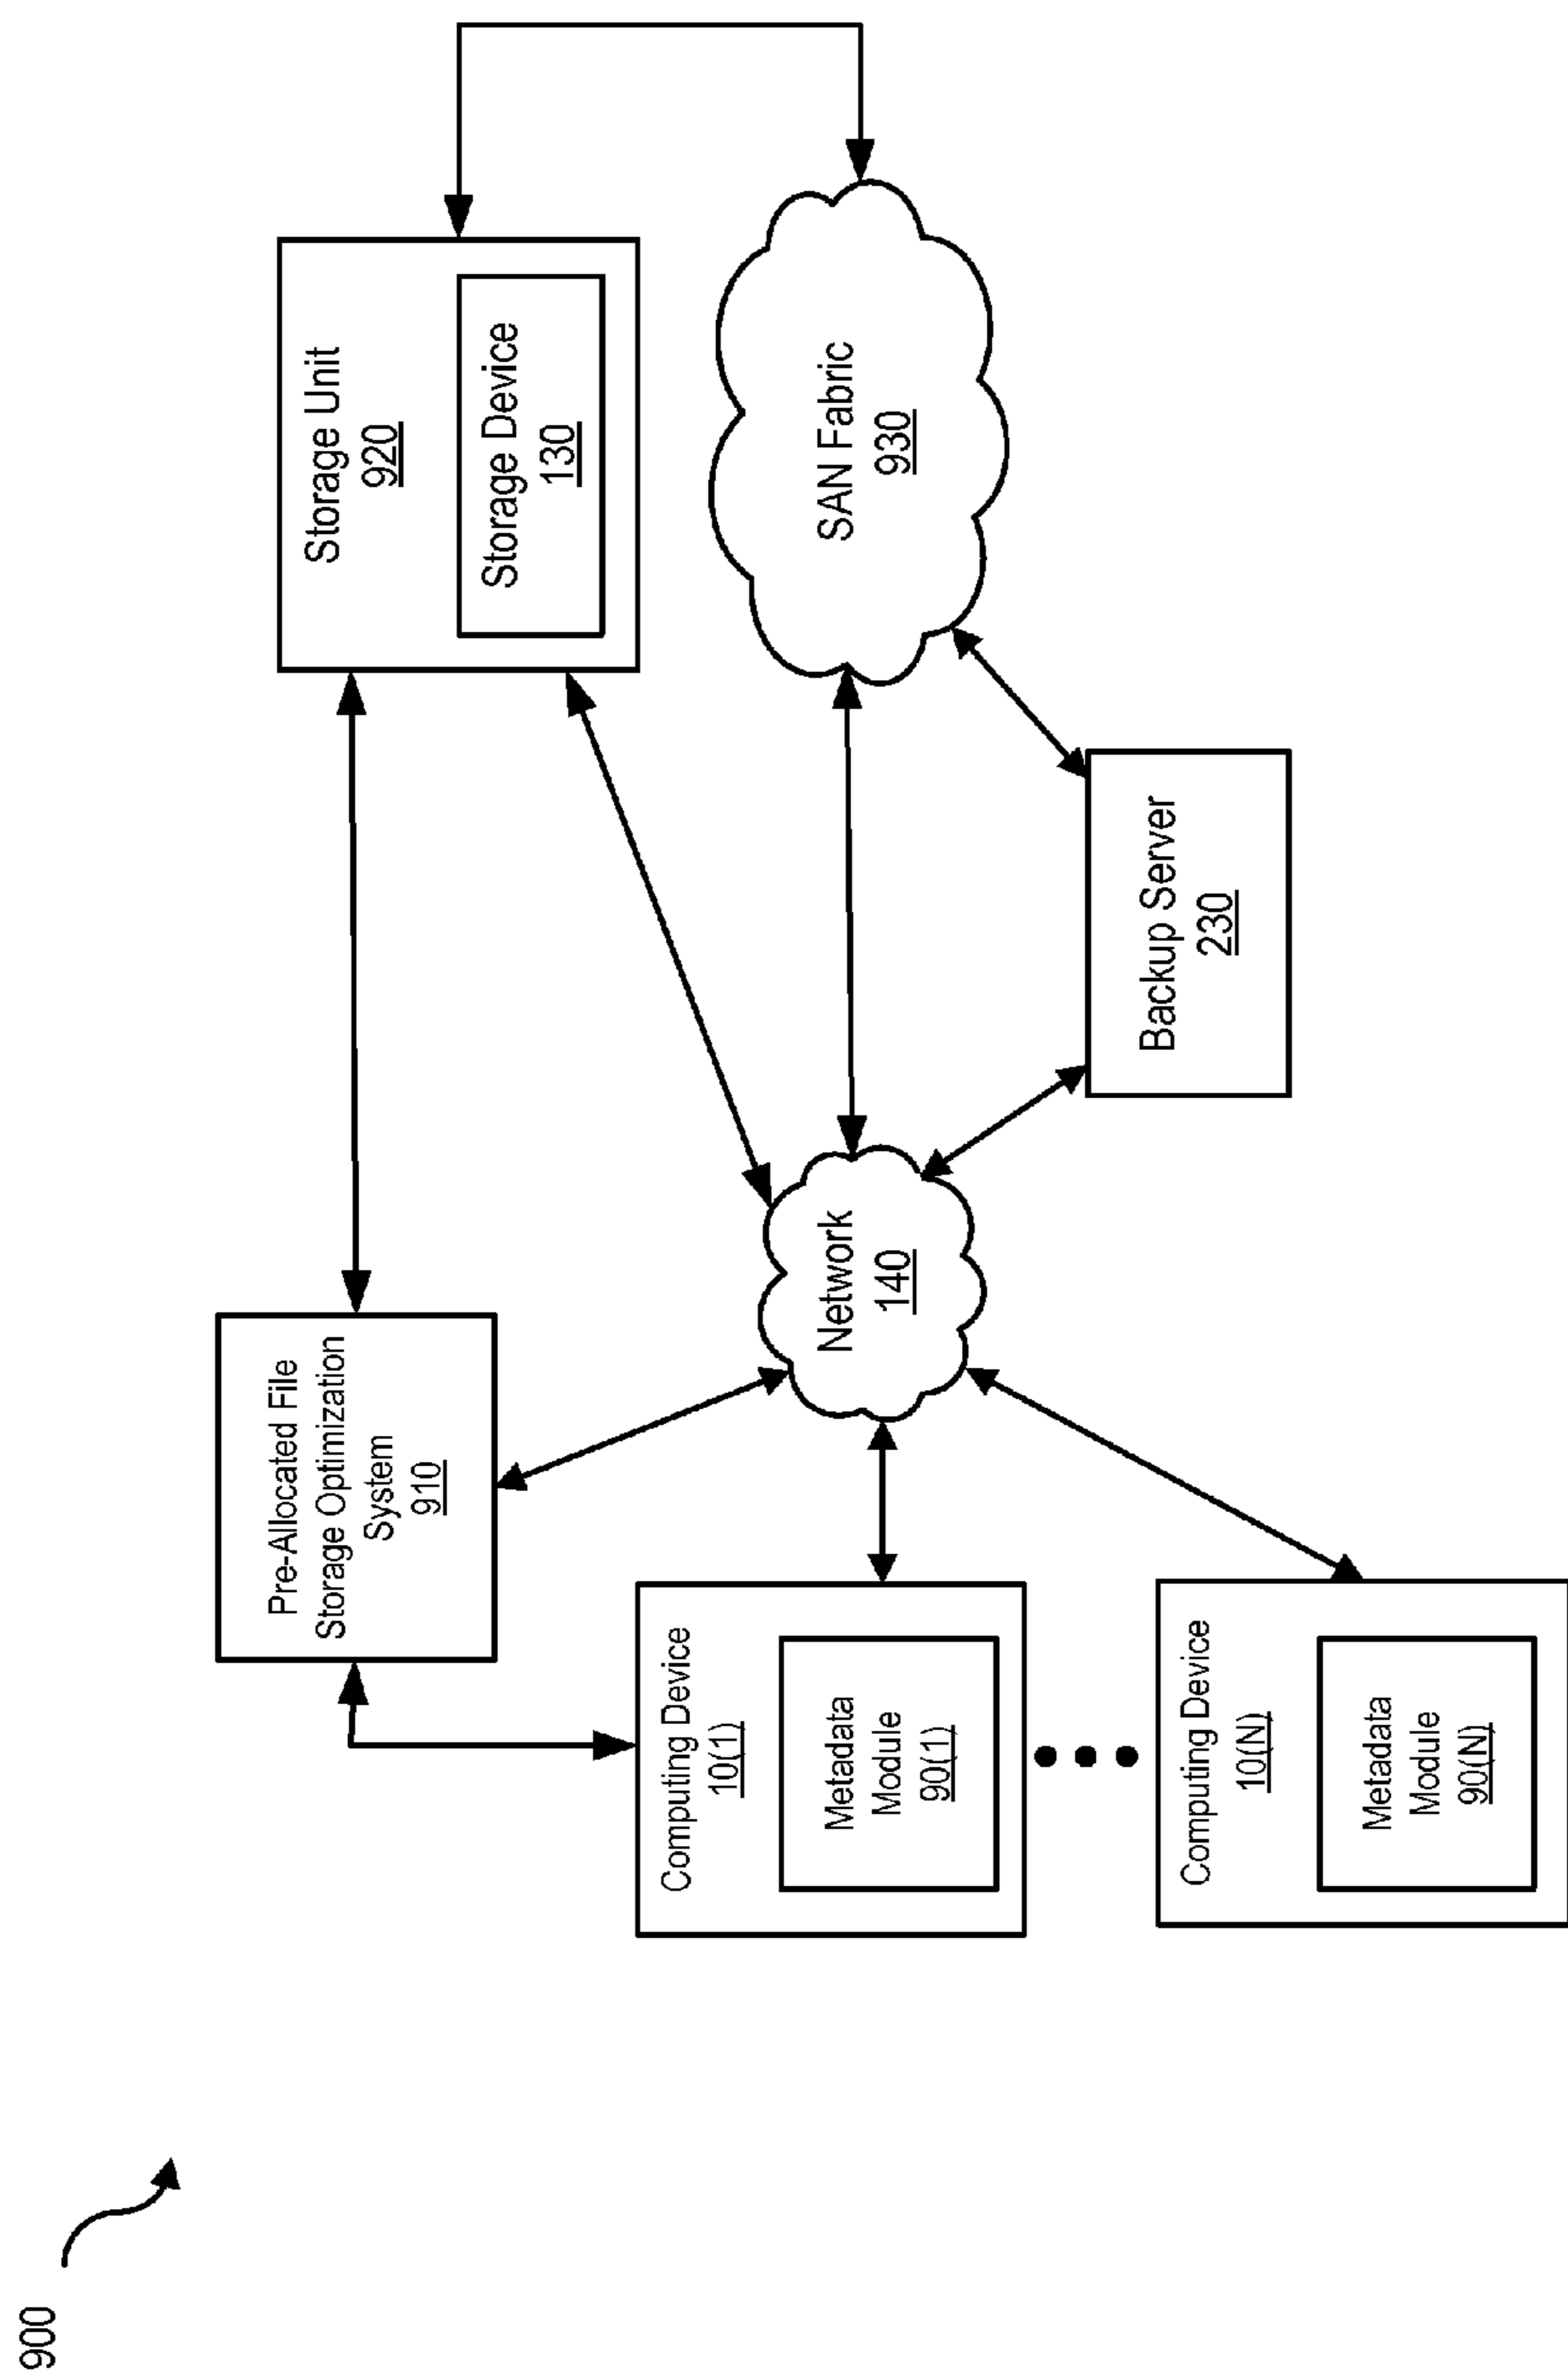 900
Pre-Allocated File
Storage Optimization
System
910
Storage Unit
920
Storage Device
130
Computing Device
10(1)
Metadata
Module
90(1)
Network
140
SAN Fabric
930
Backup Server
230
Computing Device
10(N)
Metadata
Module
90(N)